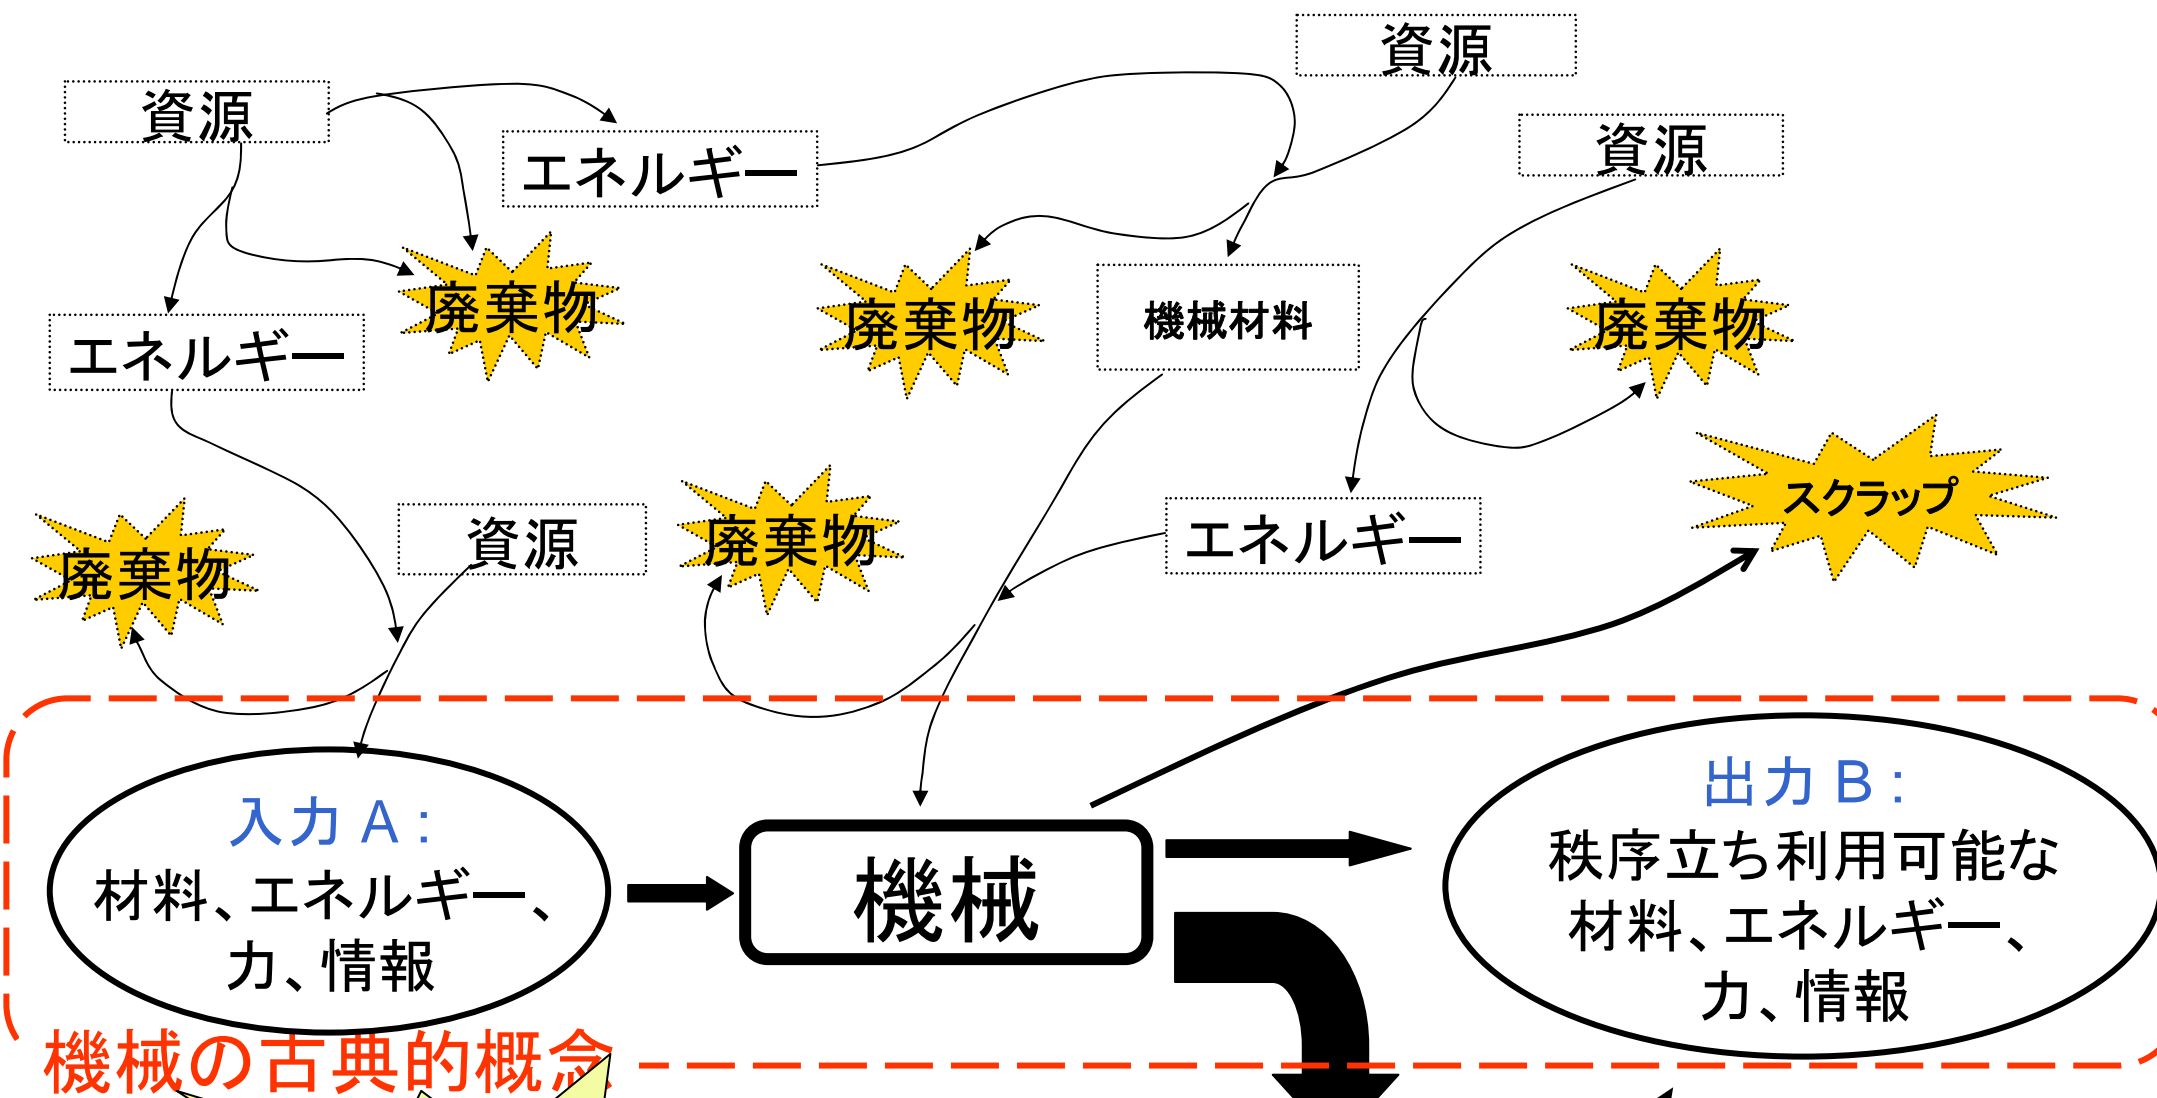 資源
資源
資源
エネルギー
廃棄物
廃棄物
機械材料
廃棄物
エネルギー
スクラップ
廃棄物
資源
廃棄物
エネルギー
入力 A :
材料、エネルギー、
力、情報
機械
出力 B :
秩序立ち利用可能な
材料、エネルギー、
力、情報
機械の古典的概念